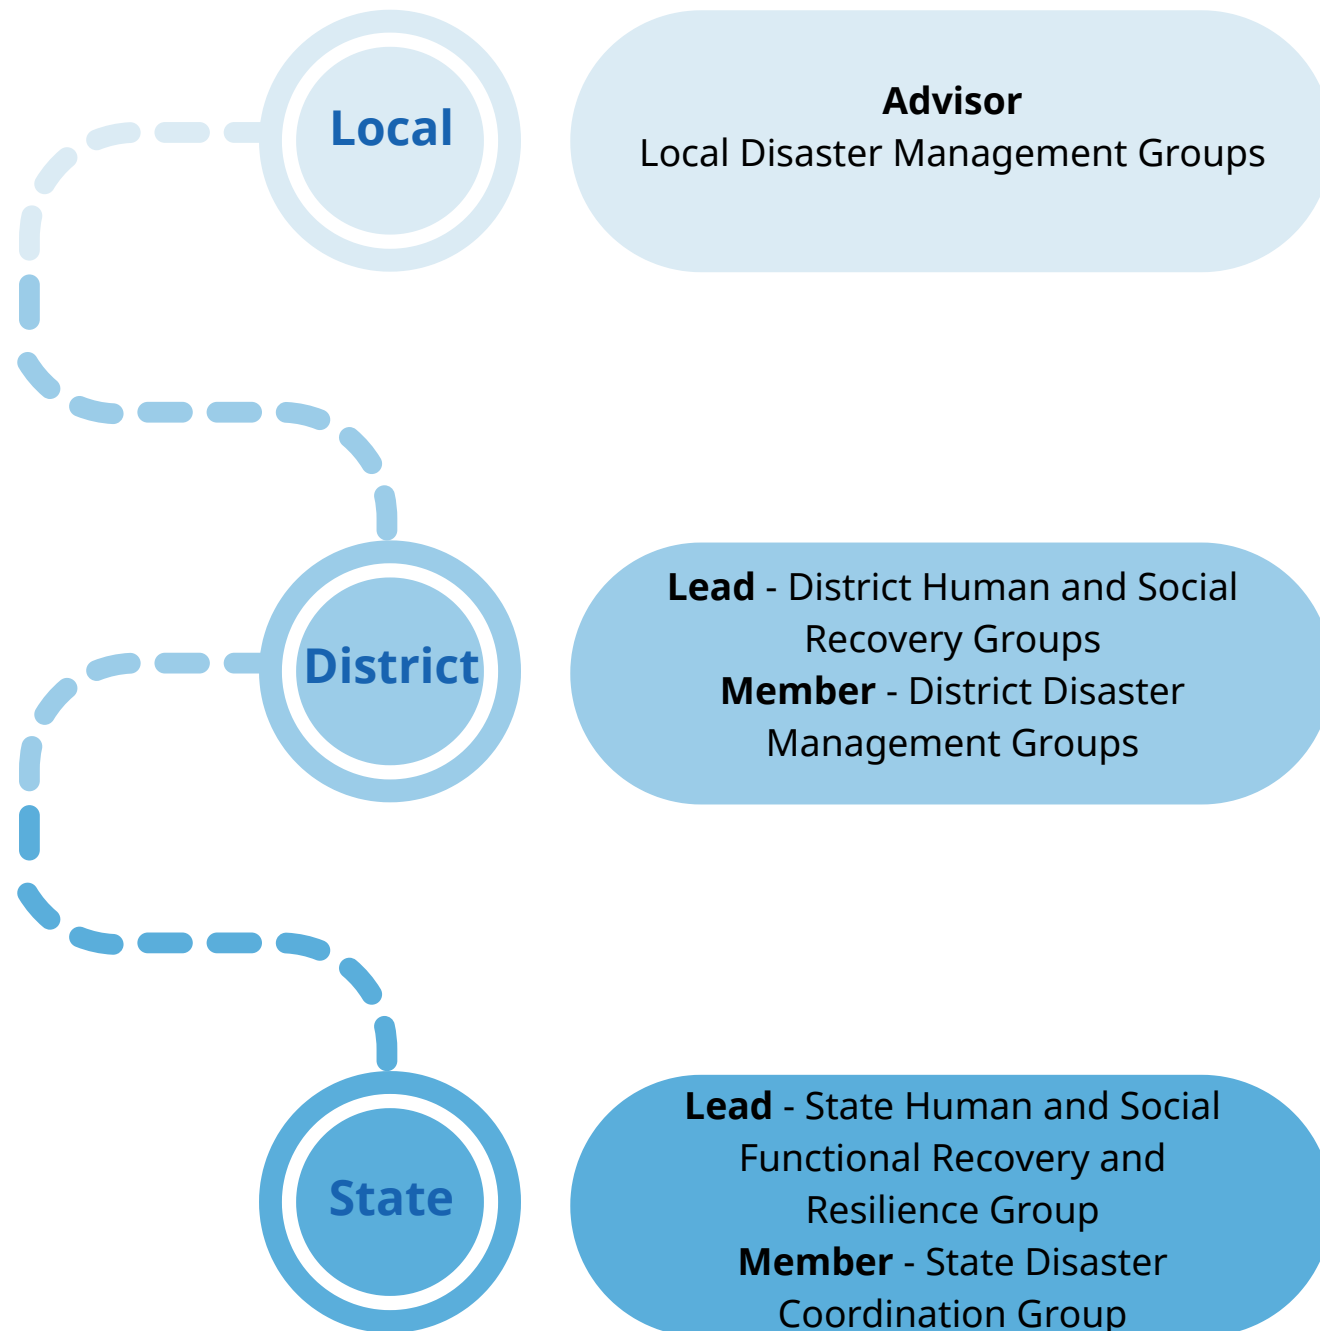 Local
Advisor
Local Disaster Management Groups
District
Lead - District Human and Social
Recovery Groups
Member - District Disaster
Management Groups
State
Lead - State Human and Social
Functional Recovery and
Resilience Group
Member - State Disaster
Coordination Group